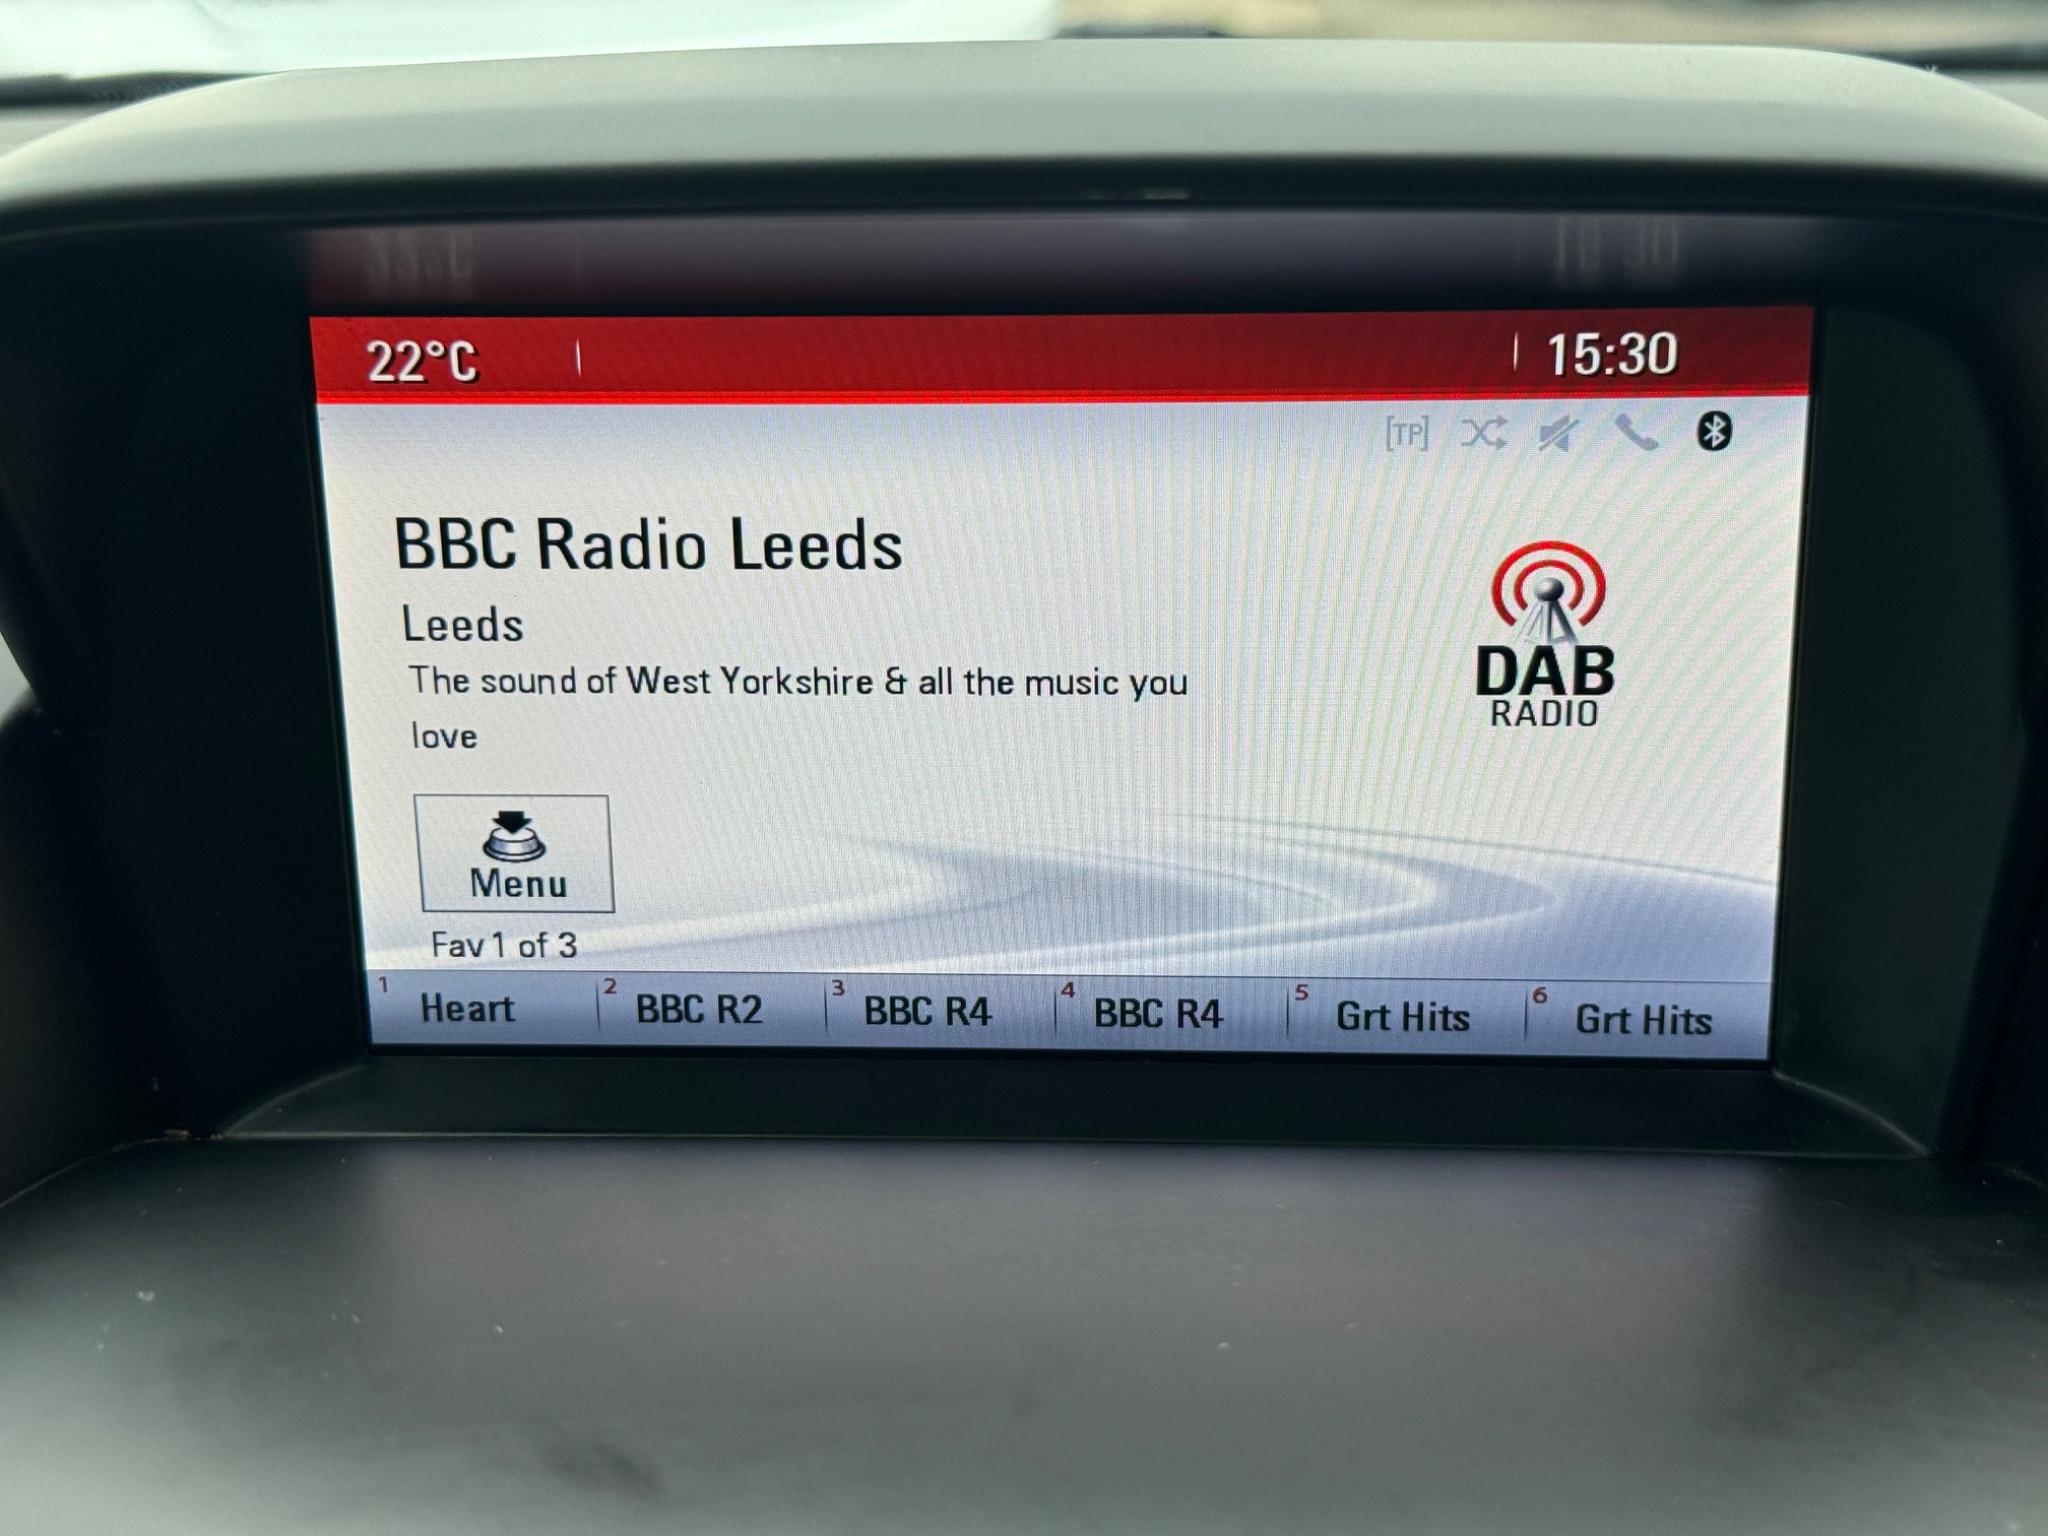 22°C 15:30
[TP]
BBC Radio Leeds
Leeds
The sound of West Yorkshire & all the music you
love
DAB
RADIO
Menu
Fav 1 of 3
1 Heart 2 BBC R2 3 BBC R4 4 BBC R4 5 Grt Hits 6 Grt Hits